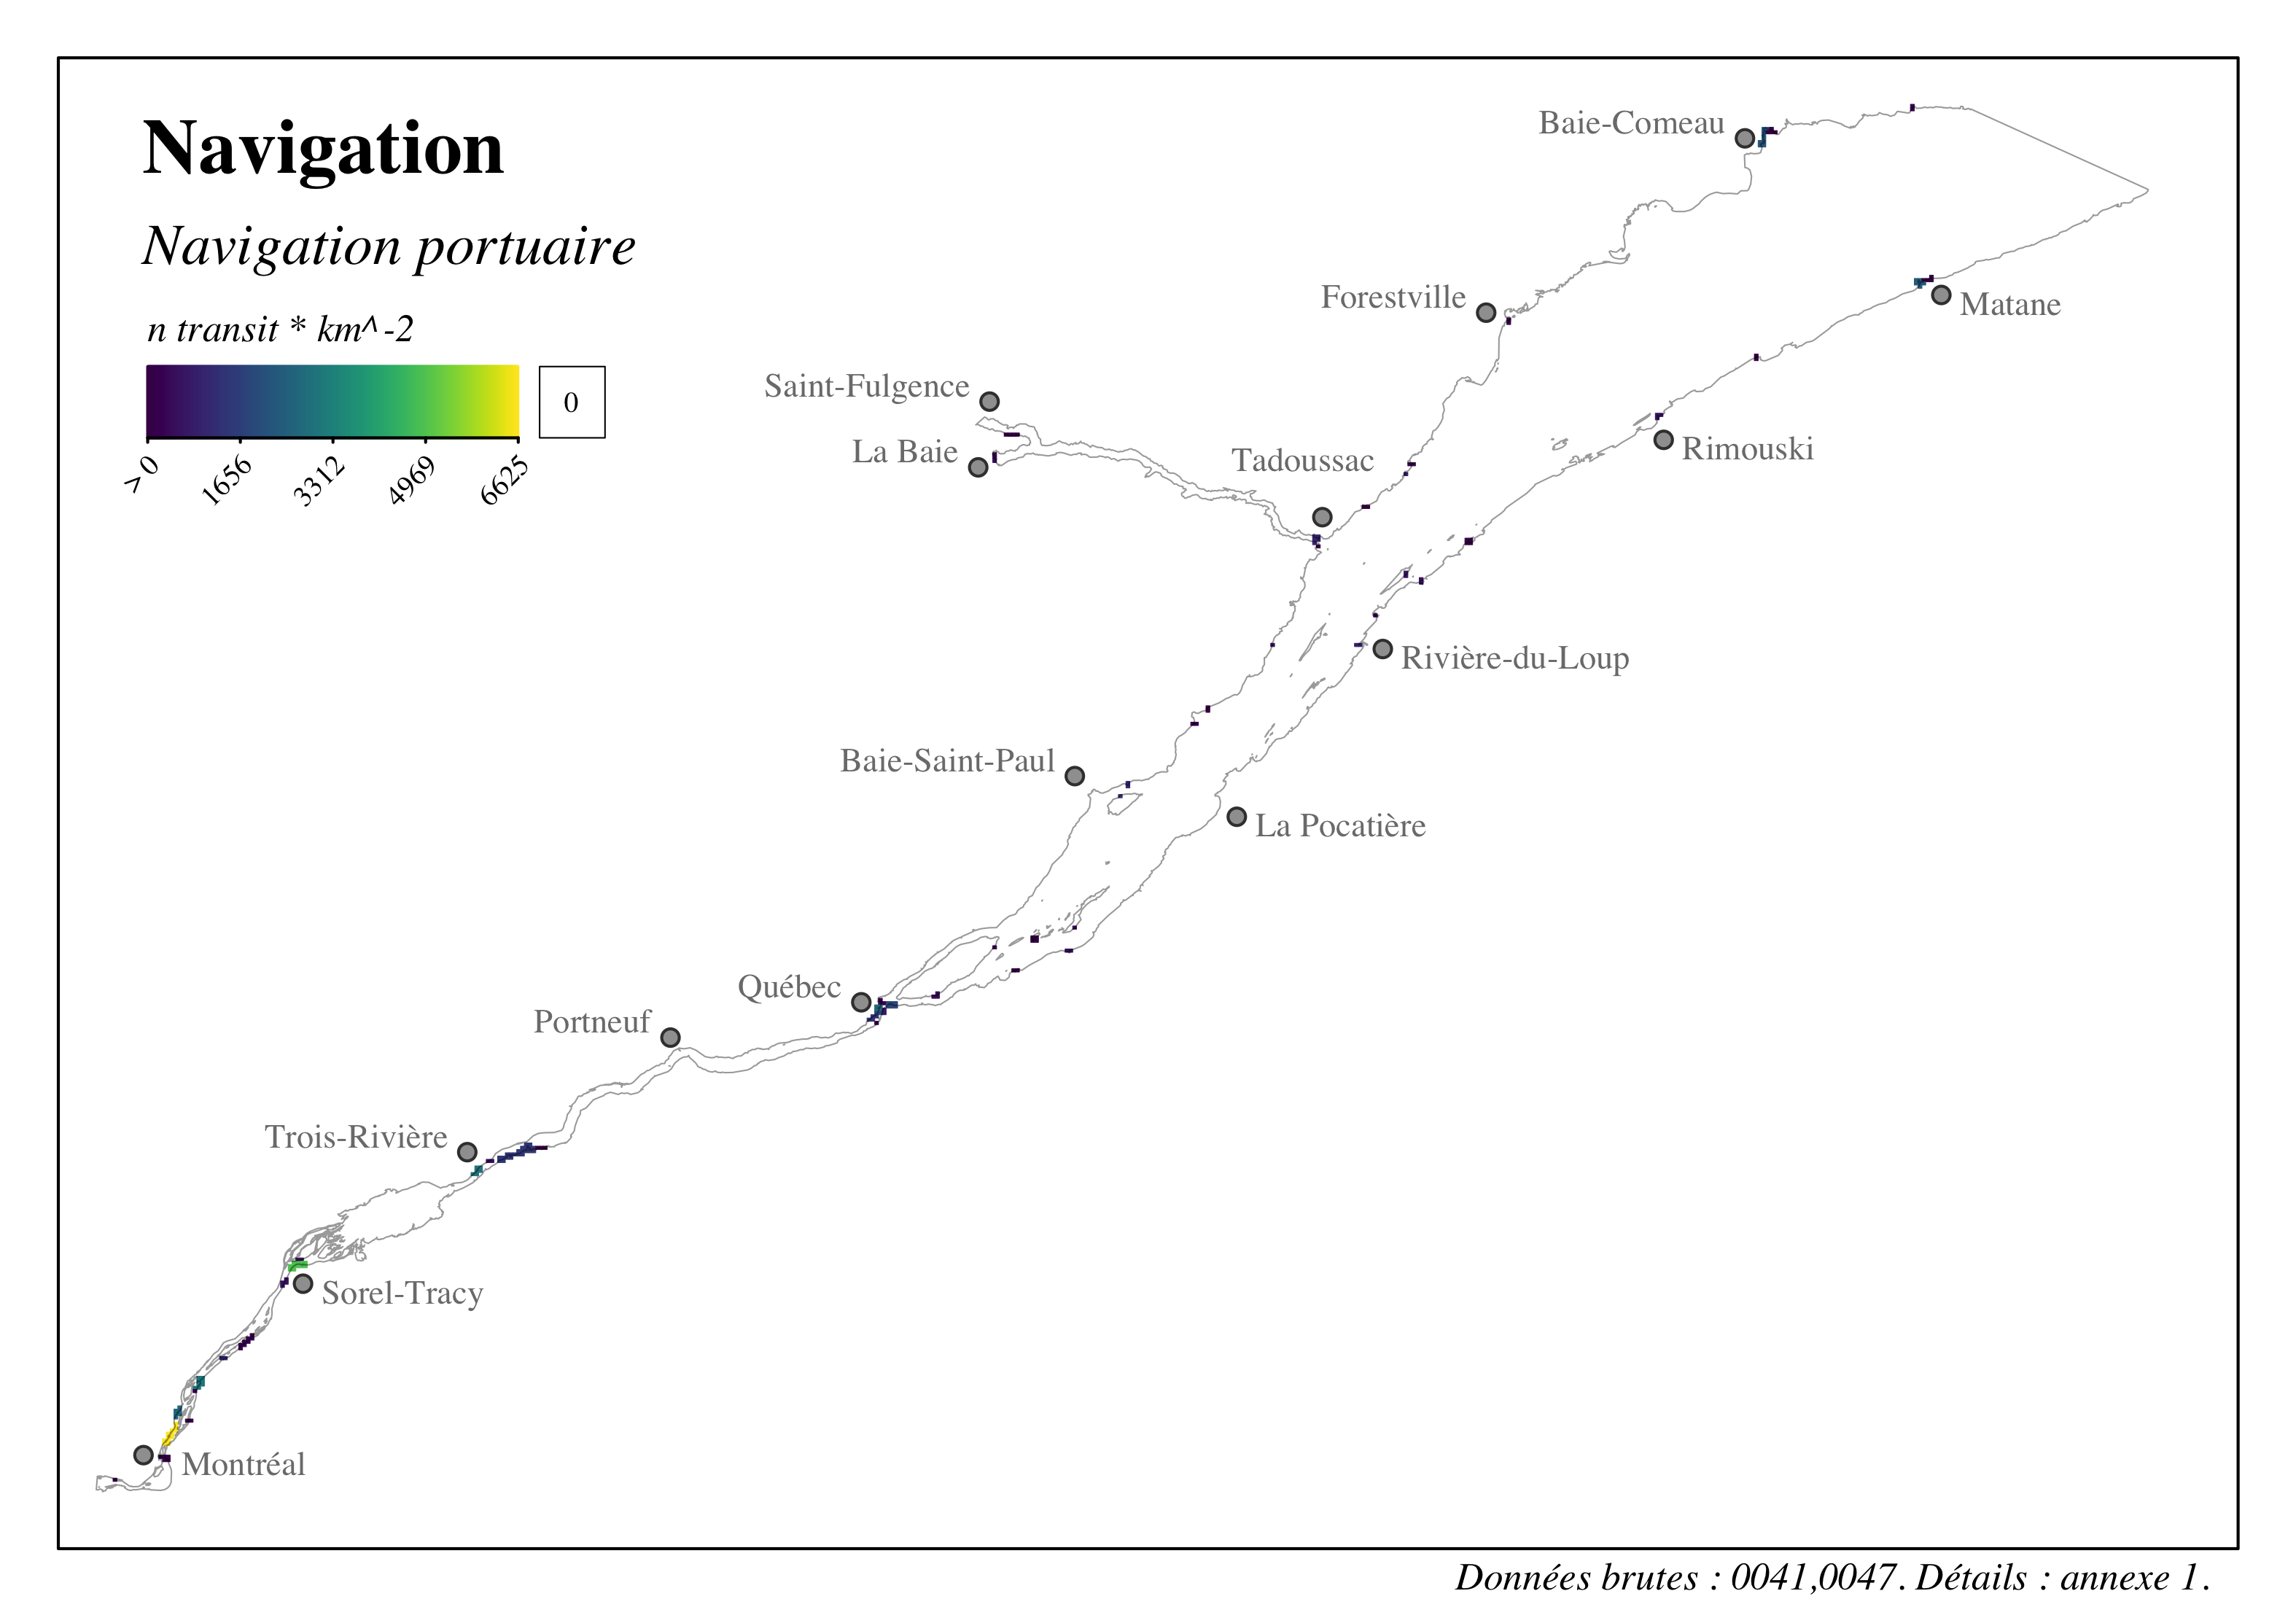 Navigation
Navigation portuaire
n transit * km^-2
0
> 0
1656
3312
4969
6625
Baie-Comeau
Forestville
Matane
Saint-Fulgence
La Baie
Tadoussac
Rimouski
Rivière-du-Loup
Baie-Saint-Paul
La Pocatière
Québec
Portneuf
Trois-Rivière
Sorel-Tracy
Montréal
Données brutes : 0041,0047. Détails : annexe 1.